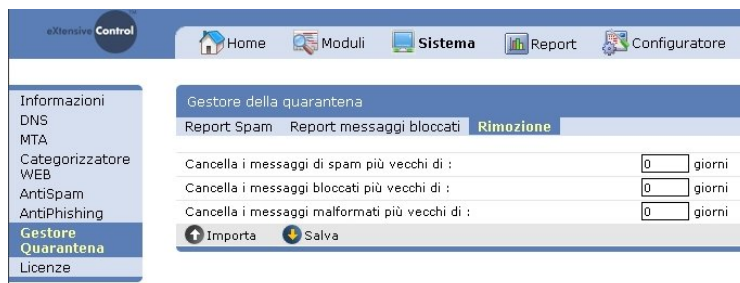 eXtensive Control
Home Moduli Sistema Report Configuratore
Informazioni
DNS
MTA
Categorizzatore
WEB
AntiSpam
AntiPhishing
Gestore
Quarantena
Licenze
Gestore della quarantena
Report Spam Report messaggi bloccati Rimozione
Cancella i messaggi di spam più vecchi di : 0 giorni
Cancella i messaggi bloccati più vecchi di : 0 giorni
Cancella i messaggi malformati più vecchi di : 0 giorni
Importa Salva